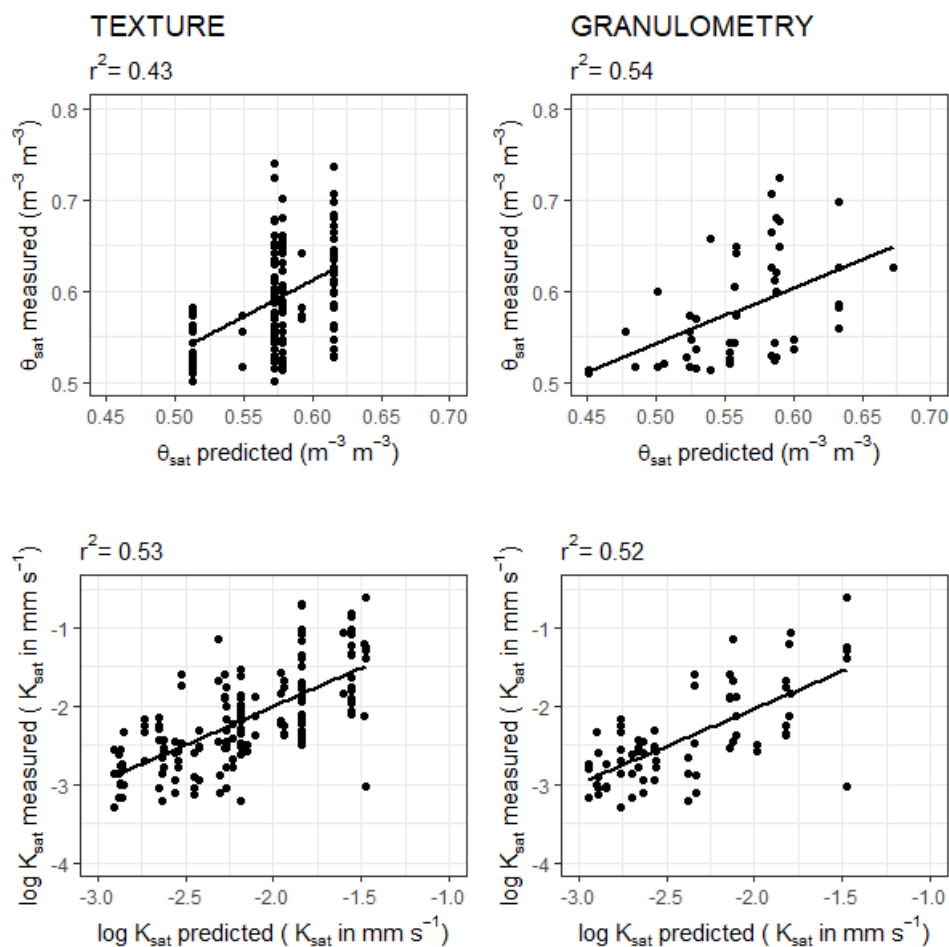 TEXTURE
r²= 0.43
θsat measured (m⁻³ m⁻³)
0.8
0.7
0.6
0.5
0.45 0.50 0.55 0.60 0.65 0.70
θsat predicted (m⁻³ m⁻³)
GRANULOMETRY
r²= 0.54
θsat measured (m⁻³ m⁻³)
0.8
0.7
0.6
0.5
0.45 0.50 0.55 0.60 0.65 0.70
θsat predicted (m⁻³ m⁻³)
r²= 0.53
log Ksat measured ( Ksat in mm s⁻¹)
-1
-2
-3
-4
-3.0 -2.5 -2.0 -1.5 -1.0
log Ksat predicted ( Ksat in mm s⁻¹)
r²= 0.52
log Ksat measured ( Ksat in mm s⁻¹)
-1
-2
-3
-4
-3.0 -2.5 -2.0 -1.5 -1.0
log Ksat predicted ( Ksat in mm s⁻¹)